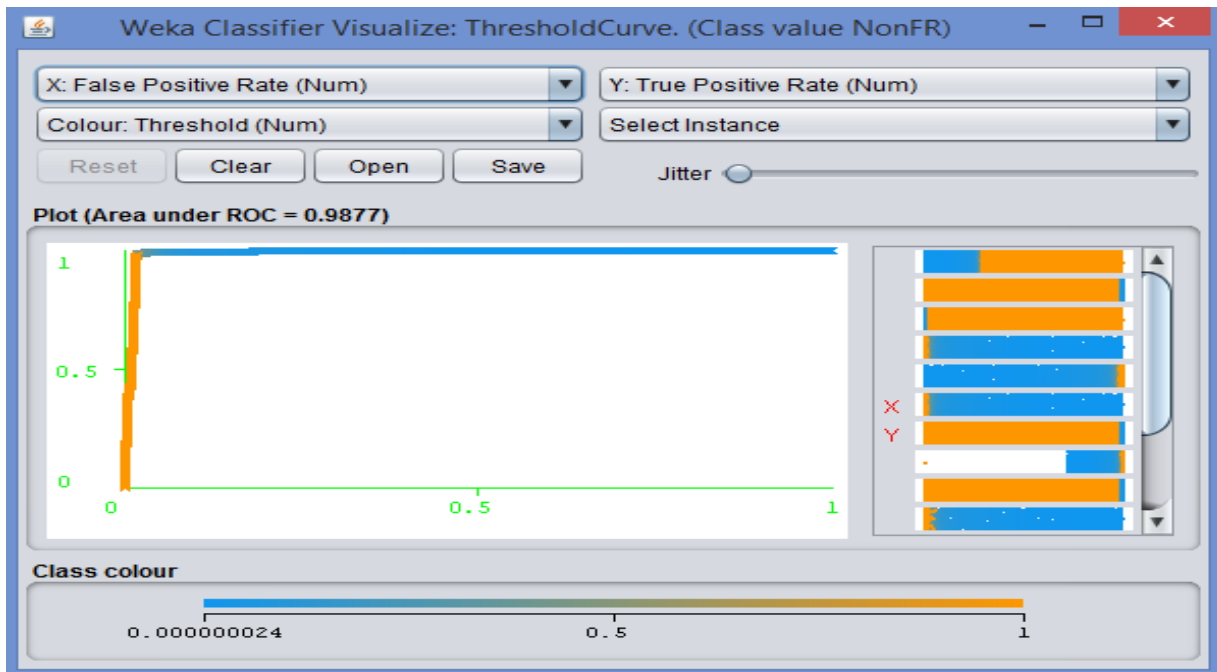 Weka Classifier Visualize: ThresholdCurve. (Class value NonFR)
X: False Positive Rate (Num)
Y: True Positive Rate (Num)
Colour: Threshold (Num)
Select Instance
Reset
Clear
Open
Save
Jitter
Plot (Area under ROC = 0.9877)
1
0.5
0
0
0.5
1
X
Y
Class colour
0.000000024
0.5
1